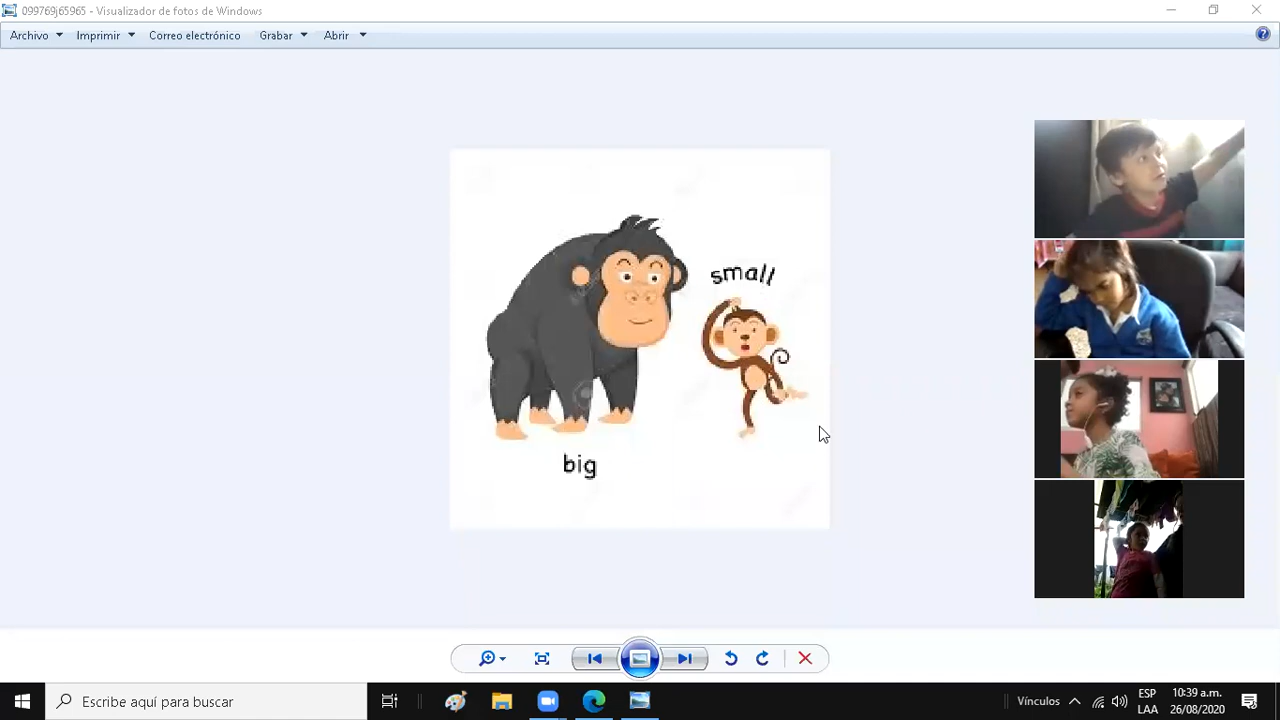 099769j65965 - Visualizador de fotos de Windows
Archivo Imprimir Correo electrónico Grabar Abrir
small
big
Escribe aquí para buscar
Vínculos
ESP
LAA
10:39 a.m.
26/08/2020